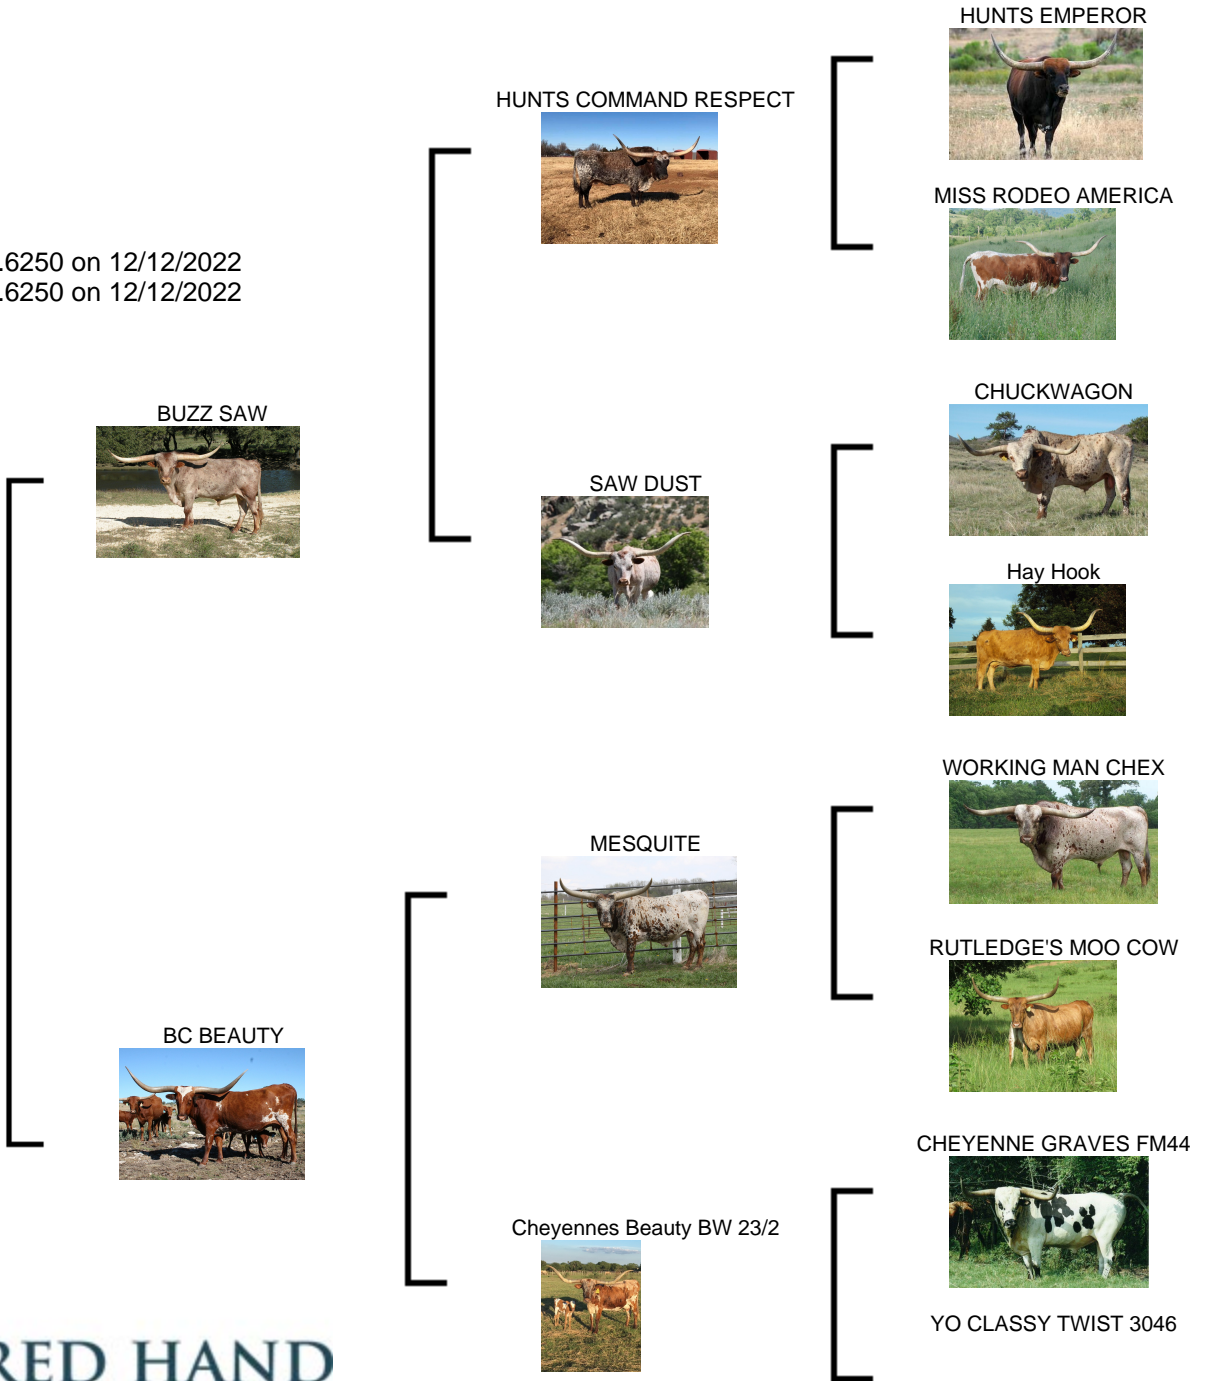 HUNTS EMPEROR
HUNTS COMMAND RESPECT
MISS RODEO AMERICA
.6250 on 12/12/2022
.6250 on 12/12/2022
CHUCKWAGON
BUZZ SAW
SAW DUST
Hay Hook
WORKING MAN CHEX
MESQUITE
RUTLEDGE'S MOO COW
BC BEAUTY
CHEYENNE GRAVES FM44
Cheyennes Beauty BW 23/2
YO CLASSY TWIST 3046
RED HAND